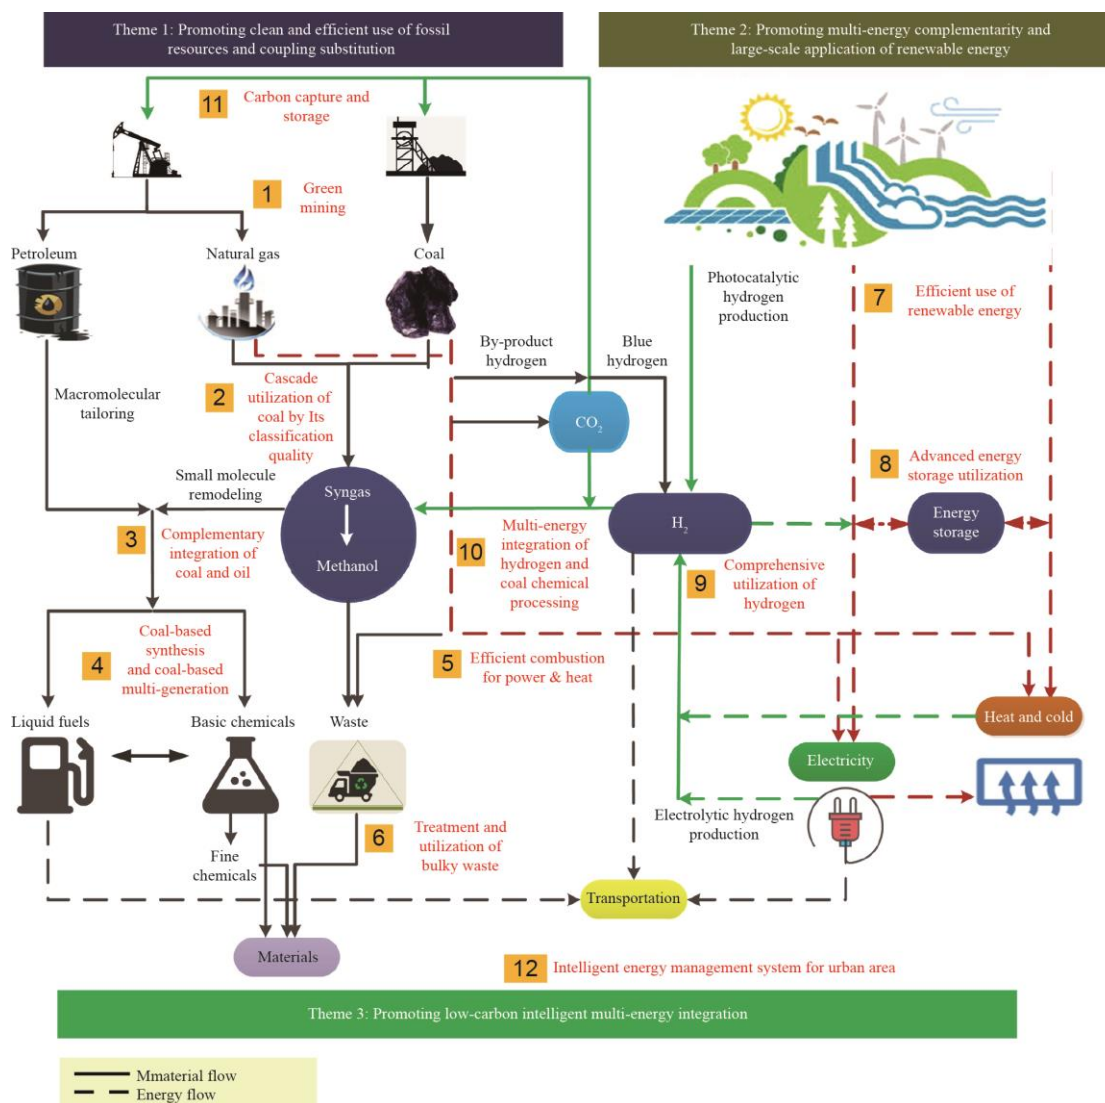 Theme 1: Promoting clean and efficient use of fossil
resources and coupling substitution
Theme 2: Promoting multi-energy complementarity and
large-scale application of renewable energy
11
Carbon capture and
storage
1
Green
mining
Petroleum
Natural gas
Coal
Photocatalytic
hydrogen
production
7
Efficient use of
renewable energy
By-product
hydrogen
Blue
hydrogen
Macromolecular
tailoring
2
Cascade
utilization of
coal by Its
classification
quality
CO₂
8
Advanced energy
storage utilization
Small molecule
remodeling
Syngas
Methanol
H₂
Energy
storage
3
Complementary
integration of
coal and oil
10
Multi-energy
integration of
hydrogen and
coal chemical
processing
9
Comprehensive
utilization of
hydrogen
4
Coal-based
synthesis
and coal-based
multi-generation
5
Efficient combustion
for power & heat
Liquid fuels
Basic chemicals
Waste
Heat and cold
Electricity
Electrolytic hydrogen
production
6
Treatment and
utilization of
bulky waste
Fine
chemicals
Transportation
Materials
12
Intelligent energy management system for urban area
Theme 3: Promoting low-carbon intelligent multi-energy integration
Mmaterial flow
Energy flow